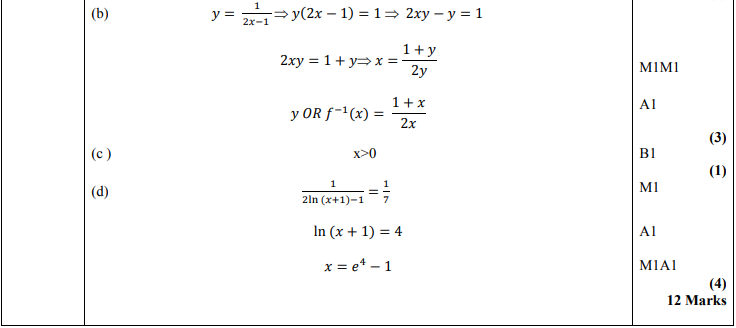 (b) y = 1/(2x−1) ⇒ y(2x − 1) = 1 ⇒ 2xy − y = 1
2xy = 1 + y ⇒ x = (1 + y)/(2y) M1M1
y OR f⁻¹(x) = (1 + x)/(2x) A1
(3)
(c ) x>0 B1
(1)
(d) 1/(2ln (x+1)−1) = 1/7 M1
ln (x + 1) = 4 A1
x = e⁴ − 1 M1A1
(4)
12 Marks